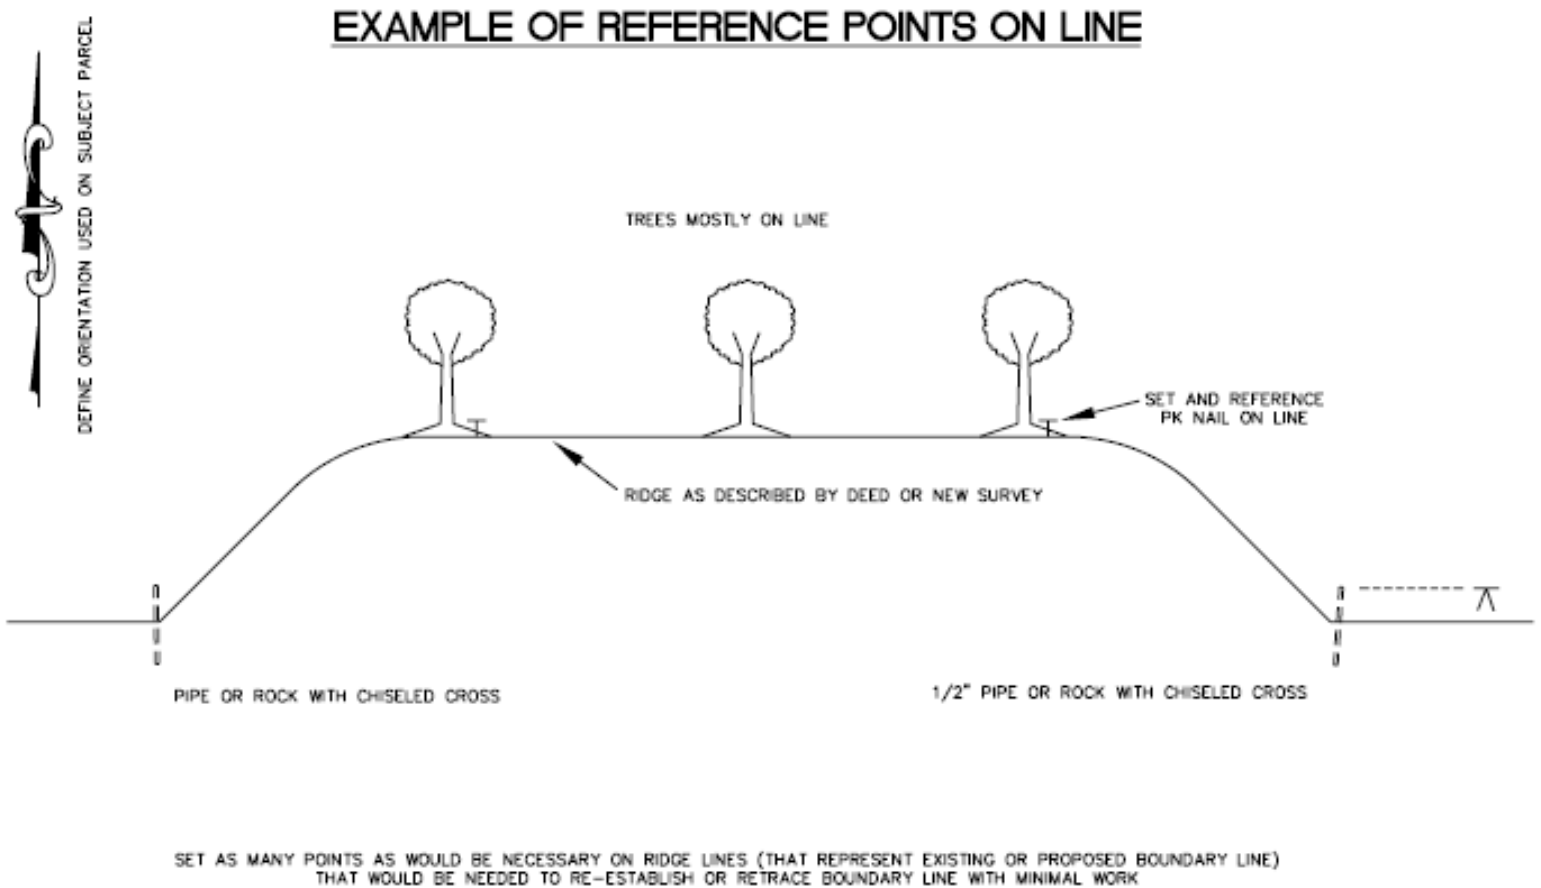 EXAMPLE OF REFERENCE POINTS ON LINE
DEFINE ORIENTATION USED ON SUBJECT PARCEL
TREES MOSTLY ON LINE
SET AND REFERENCE
PK NAIL ON LINE
RIDGE AS DESCRIBED BY DEED OR NEW SURVEY
PIPE OR ROCK WITH CHISELED CROSS
1/2" PIPE OR ROCK WITH CHISELED CROSS
SET AS MANY POINTS AS WOULD BE NECESSARY ON RIDGE LINES (THAT REPRESENT EXISTING OR PROPOSED BOUNDARY LINE)
THAT WOULD BE NEEDED TO RE-ESTABLISH OR RETRACE BOUNDARY LINE WITH MINIMAL WORK